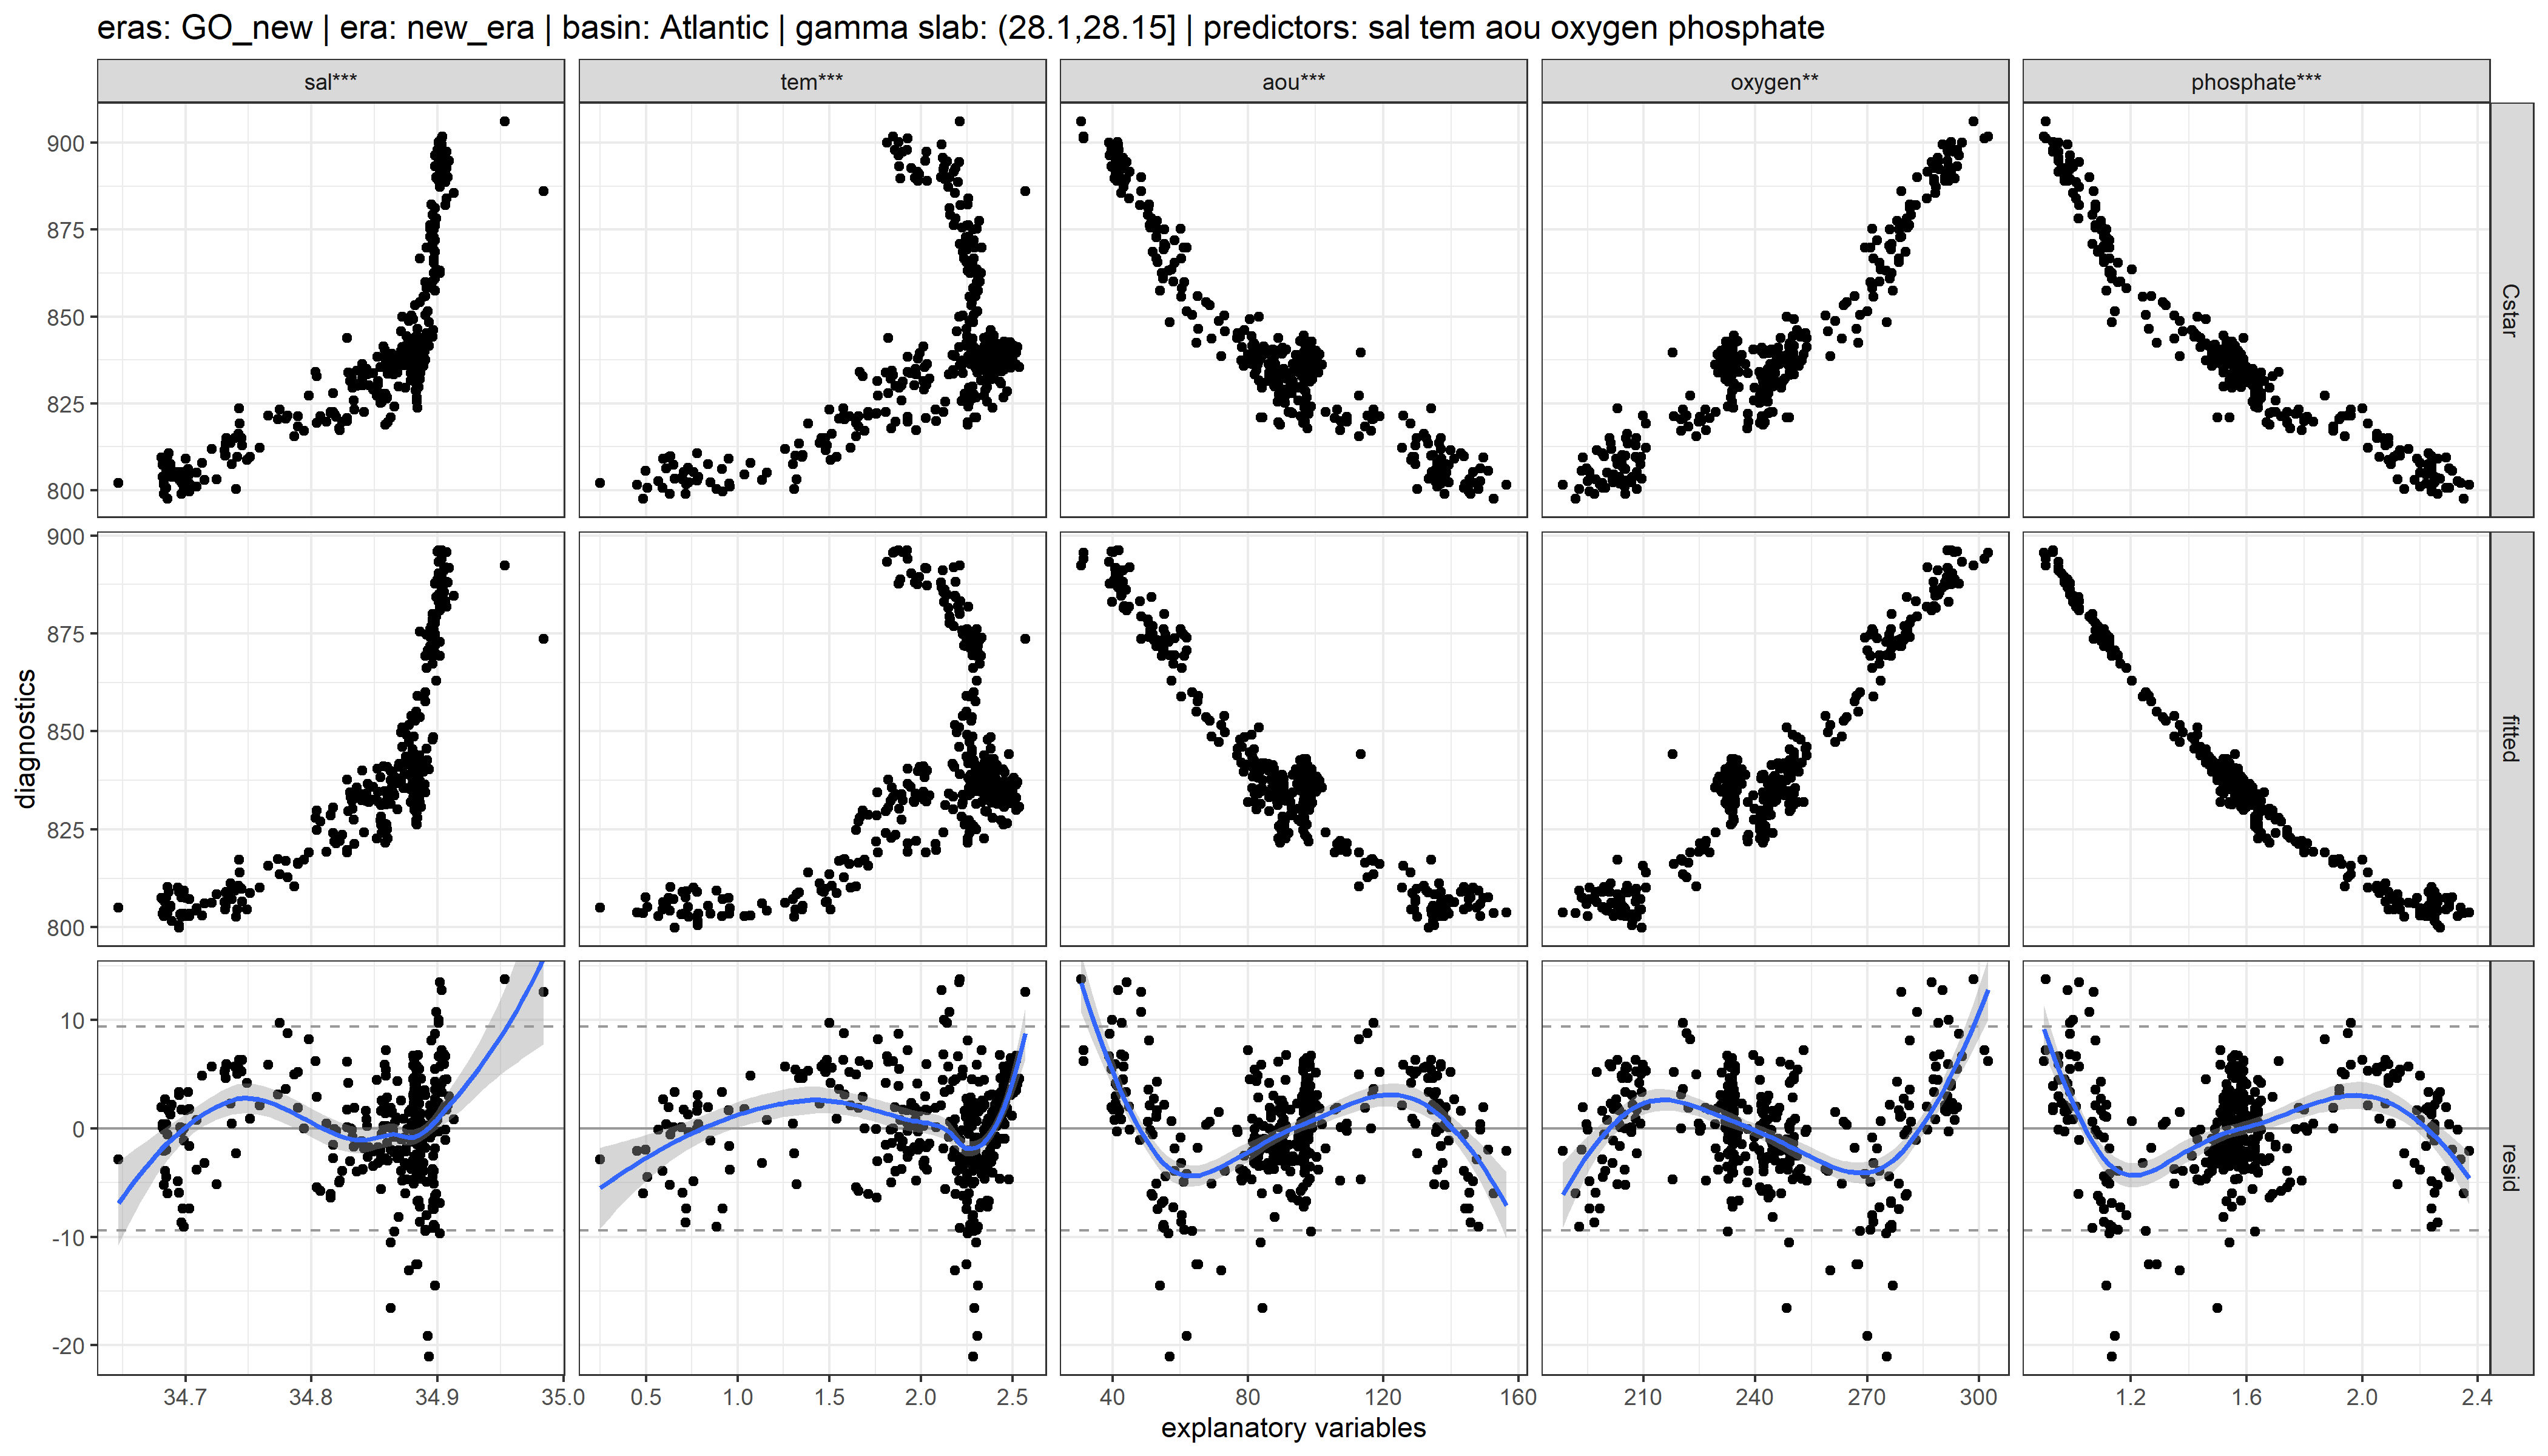 eras: GO_new | era: new_era | basin: Atlantic | gamma slab: (28.1,28.15] | predictors: sal tem aou oxygen phosphate
sal*** tem*** aou*** oxygen** phosphate***
900
875
850
825
800
Cstar
900
875
850
825
800
fitted
diagnostics
10
0
-10
-20
resid
34.7 34.8 34.9 35.0 0.5 1.0 1.5 2.0 2.5 40 80 120 160 210 240 270 300 1.2 1.6 2.0 2.4
explanatory variables